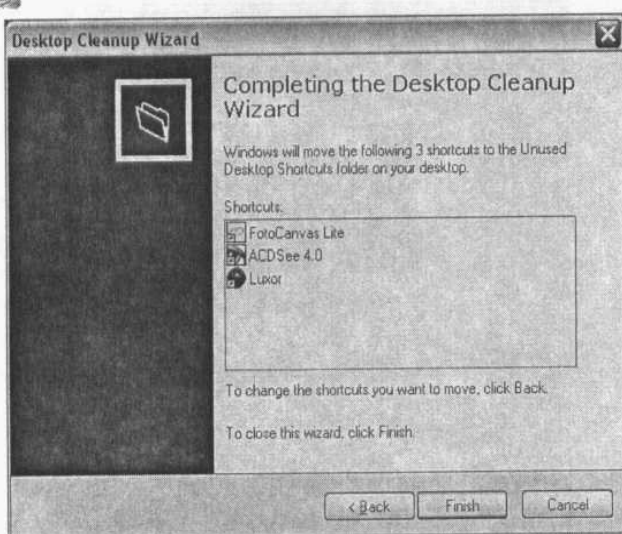 Desktop Cleanup Wizard
Completing the Desktop Cleanup
Wizard
Windows will move the following 3 shortcuts to the Unused
Desktop Shortcuts folder on your desktop.
Shortcuts:
FotoCanvas Lite
ACDSee 4.0
Luxor
To change the shortcuts you want to move, click Back.
To close this wizard, click Finish.
< Back Finish Cancel